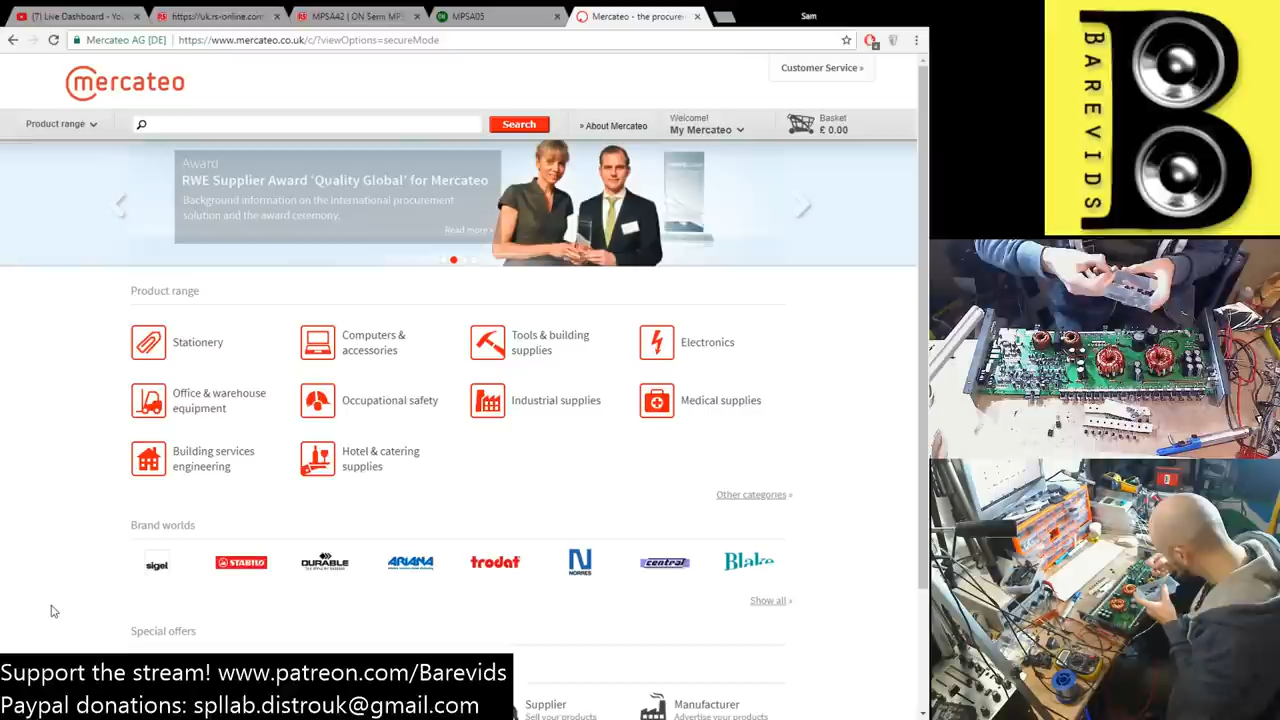 (1) Live Dashboard - You
https://uk.rs-online.com
MPSA42 | ON Semi MPS
MPSA05
Mercateo - the procure
Sam
Mercateo AG [DE]
https://www.mercateo.co.uk/c/?viewOptions=secureMode
mercateo
Customer Service »
Product range
Search
» About Mercateo
Welcome!
My Mercateo
Basket
£ 0.00
Award
RWE Supplier Award ‘Quality Global’ for Mercateo
Background information on the international procurement
solution and the award ceremony.
Read more »
Product range
Stationery
Computers &
accessories
Tools & building
supplies
Electronics
Office & warehouse
equipment
Occupational safety
Industrial supplies
Medical supplies
Building services
engineering
Hotel & catering
supplies
Other categories »
Brand worlds
sigel
STABILO
DURABLE
ARIANA
trodat
NORRES
central
Blake
Show all »
Special offers
Supplier
Sell your products
Manufacturer
Advertise your products
Support the stream! www.patreon.com/Barevids
Paypal donations: spllab.distrouk@gmail.com
BAREVIDS